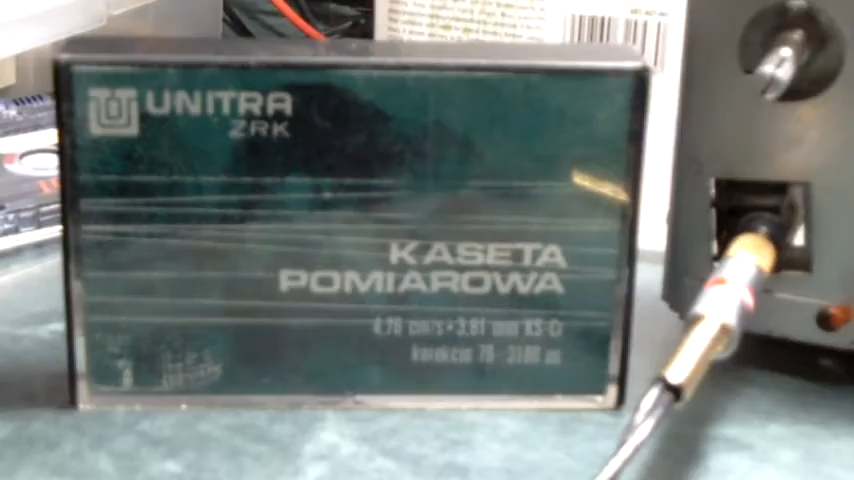 UNITRA
ZRK
KASETA
POMIAROWA
4,76 cm/s • 3,81 mm KS-Cr
korekcja 70 - 3180 µs